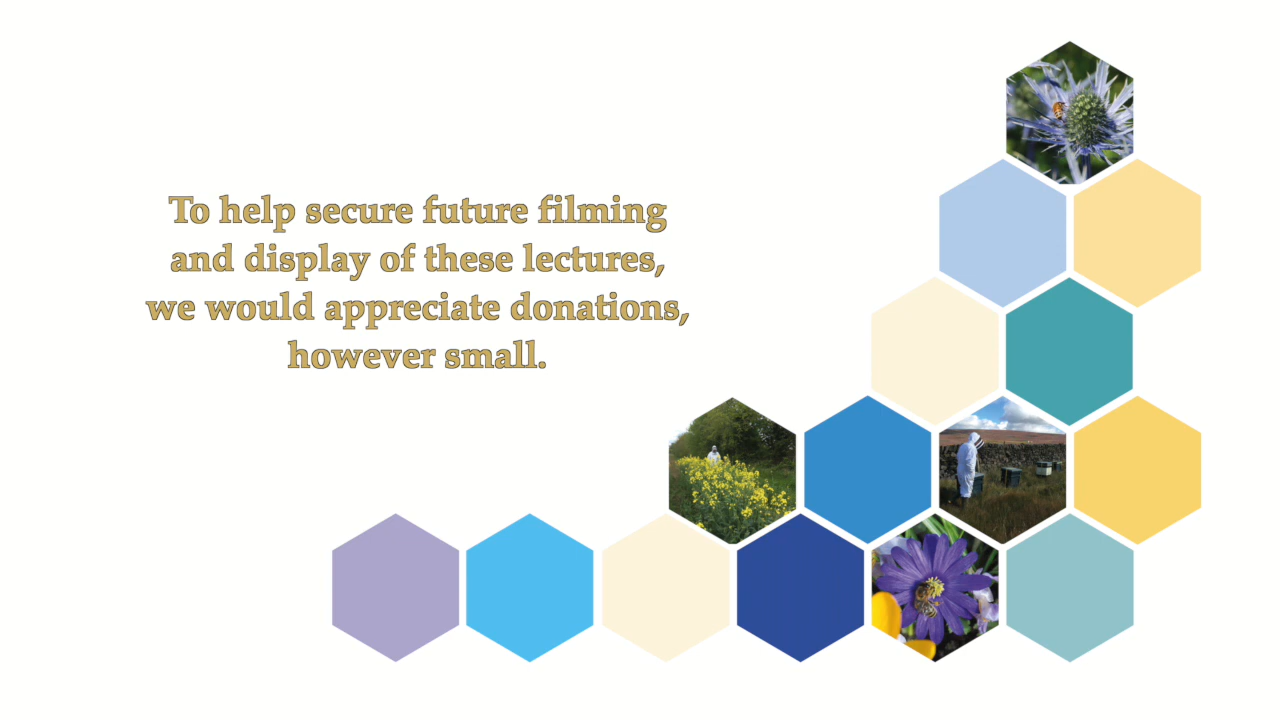 To help secure future filming
and display of these lectures,
we would appreciate donations,
however small.